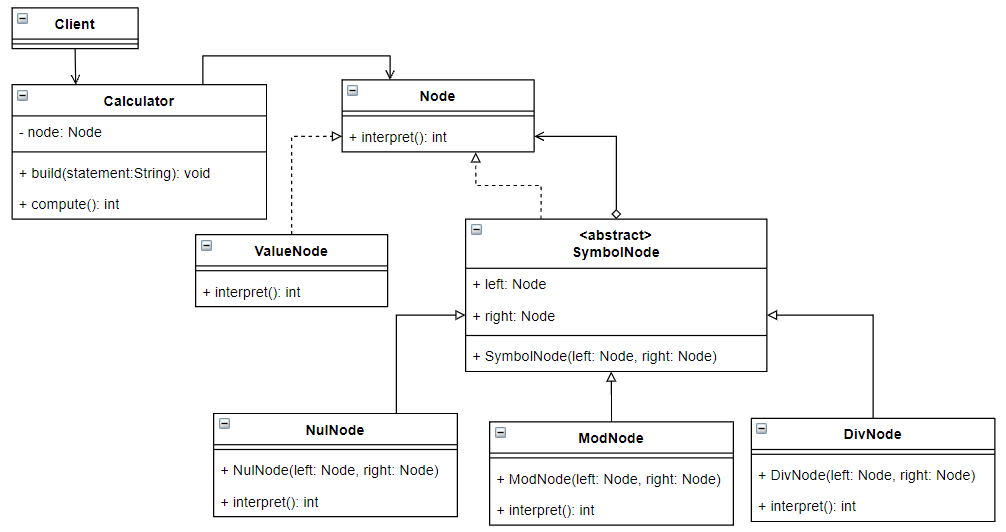 Client
Calculator
- node: Node
+ build(statement:String): void
+ compute(): int
Node
+ interpret(): int
ValueNode
+ interpret(): int
<abstract>
SymbolNode
+ left: Node
+ right: Node
+ SymbolNode(left: Node, right: Node)
NulNode
+ NulNode(left: Node, right: Node)
+ interpret(): int
ModNode
+ ModNode(left: Node, right: Node)
+ interpret(): int
DivNode
+ DivNode(left: Node, right: Node)
+ interpret(): int